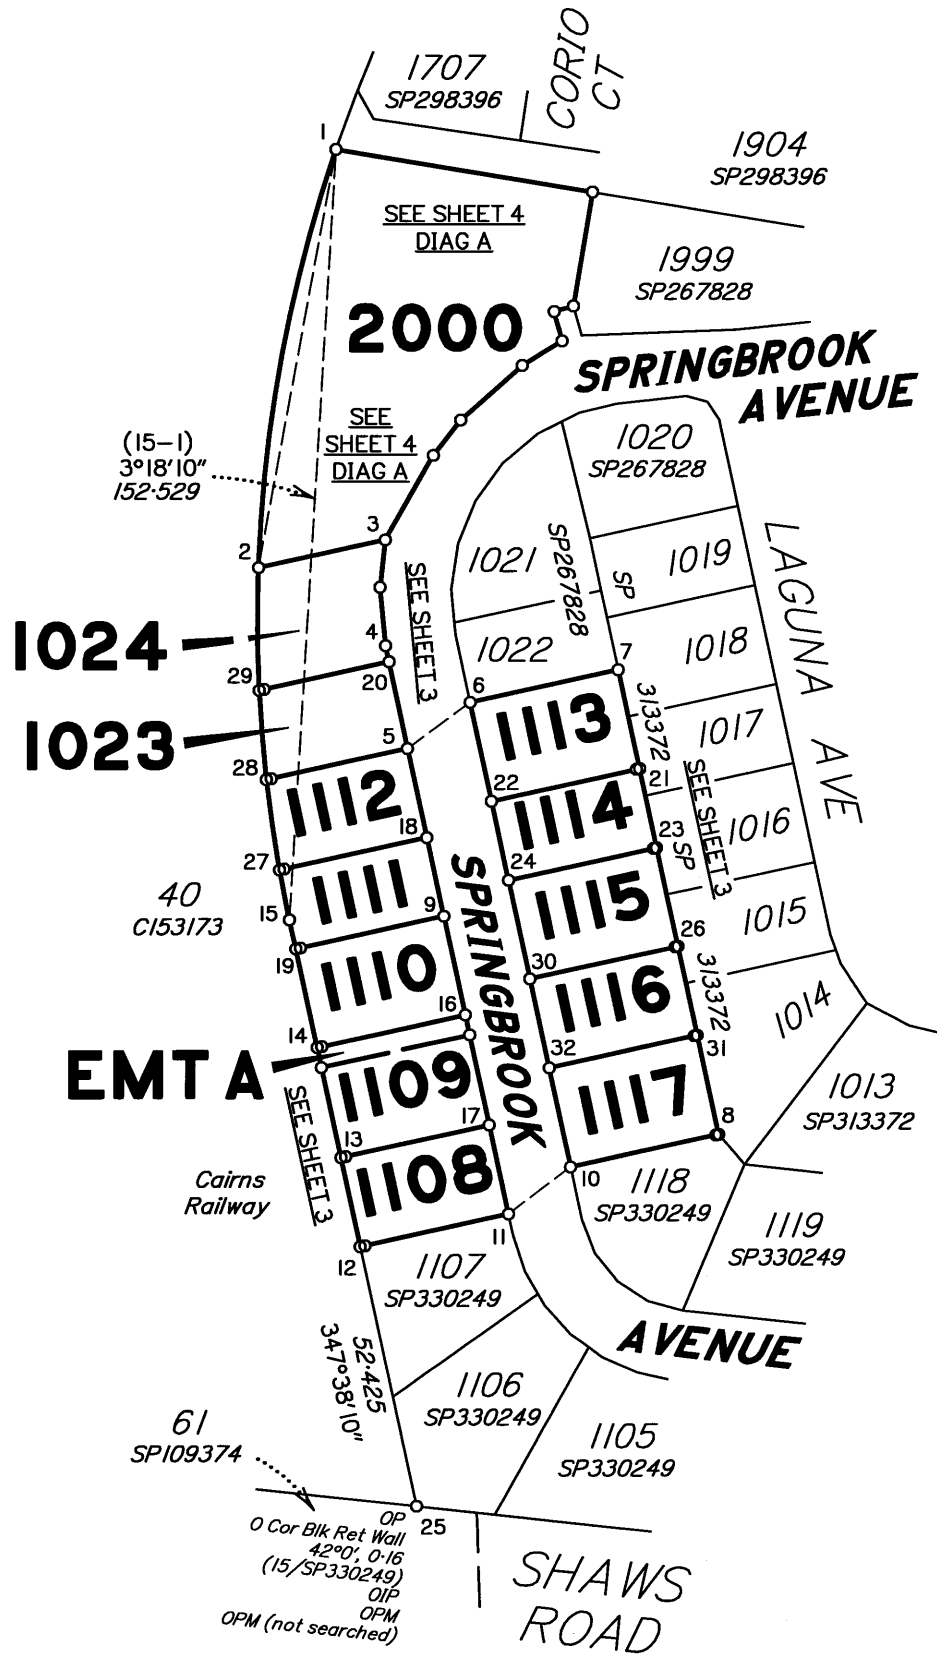 1707
SP298396
CORIO
CT
1
1904
SP298396
SEE SHEET 4
DIAG A
1999
SP267828
2000
SPRINGBROOK
AVENUE
SEE
SHEET 4
DIAG A
(15-1)
3°18'10"
152·529
1020
SP267828
2
3
1021
SP267828
SP
1019
LAGUNA AVE
SEE SHEET 3
1024
4
1022
7
1018
29
20
6
1113
313372
1023
5
1017
28
1112
22
21
SEE SHEET 3
18
1114
23
SP
1016
27
24
1111
40
C153173
15
9
1115
1015
26
19
1110
30
SPRINGBROOK
313372
16
1116
1014
14
EMT A
32
31
1109
1013
SP313372
SEE SHEET 3
17
1117
8
13
Cairns
Railway
1108
10
1118
SP330249
11
1119
SP330249
12
1107
SP330249
AVENUE
52·425
347°38'10"
1106
SP330249
61
SP109374
1105
SP330249
25
OP
O Cor Blk Ret Wall
42°0', 0·16
(15/SP330249)
OIP
OPM
OPM (not searched)
SHAWS
ROAD